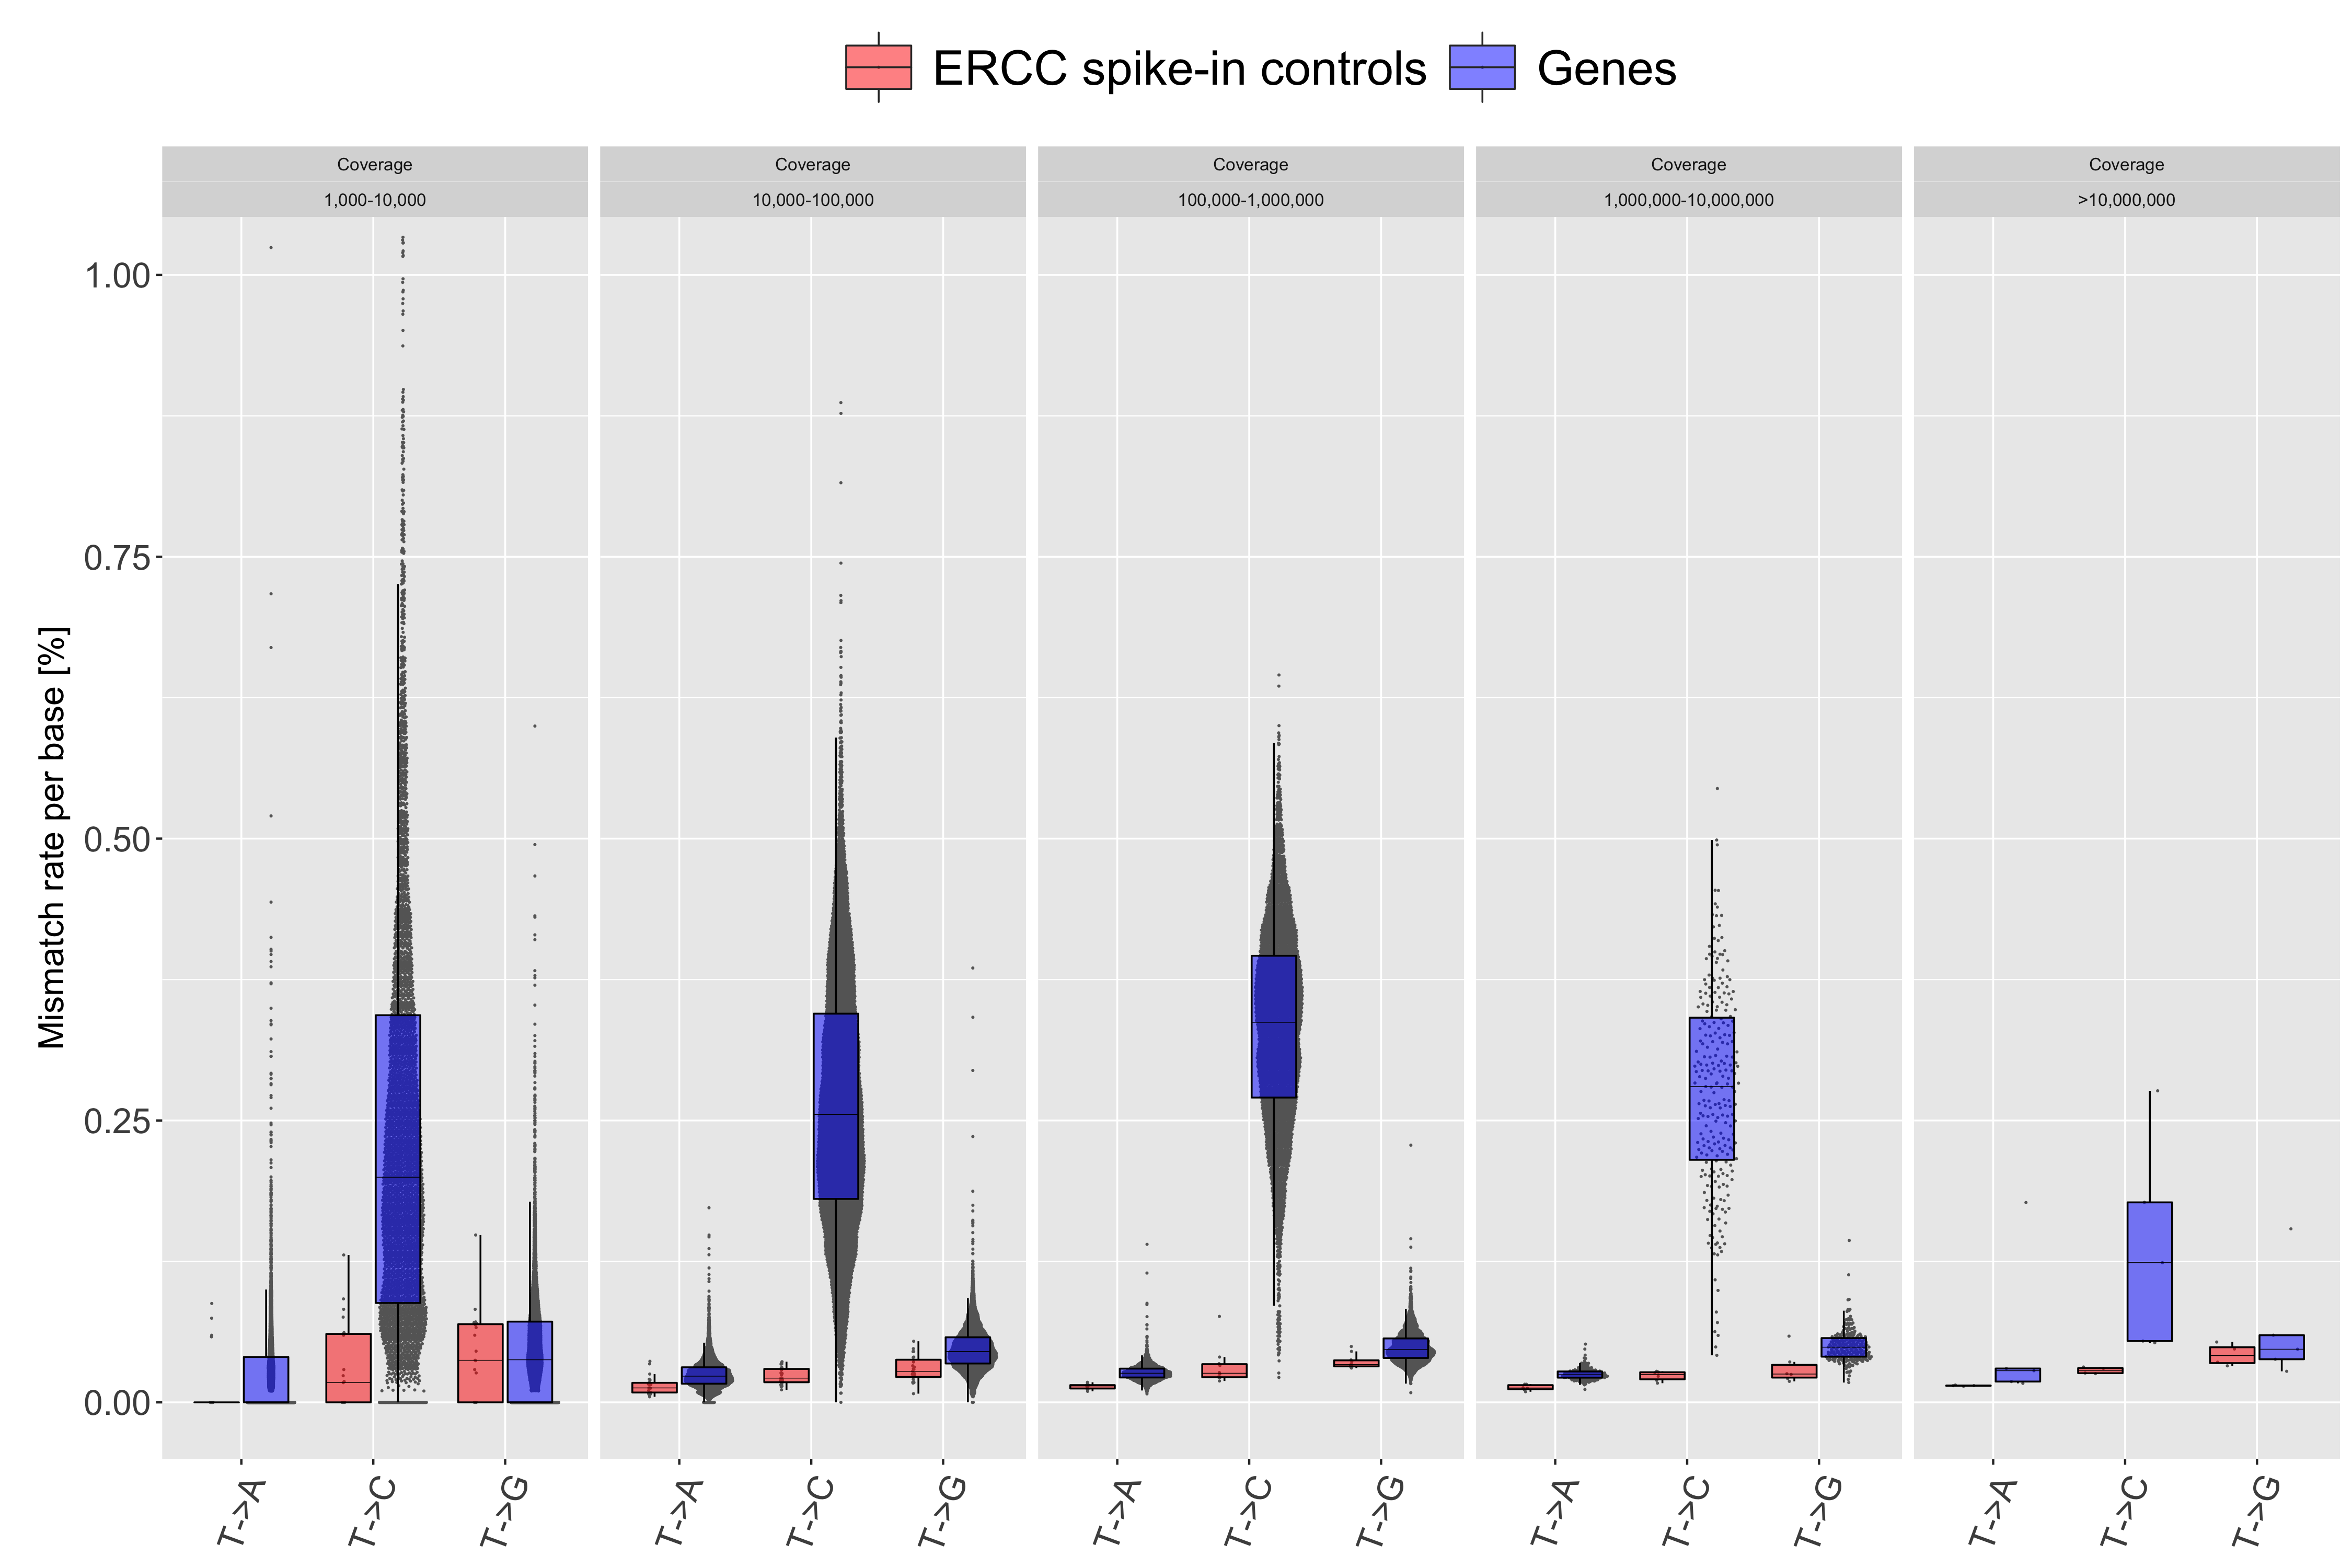 ERCC spike-in controls Genes
Coverage Coverage Coverage Coverage Coverage
1,000-10,000 10,000-100,000 100,000-1,000,000 1,000,000-10,000,000 >10,000,000
Mismatch rate per base [%]
1.00
0.75
0.50
0.25
0.00
T->A T->C T->G T->A T->C T->G T->A T->C T->G T->A T->C T->G T->A T->C T->G